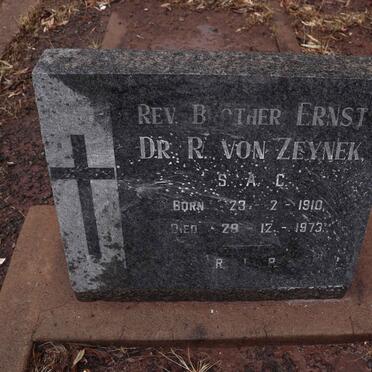 REV. BROTHER ERNST
DR. R. VON ZEYNEK,
S. A. C.
BORN 23. 2 - 1910
DIED 29 - 12. - 1973
R. I. P.